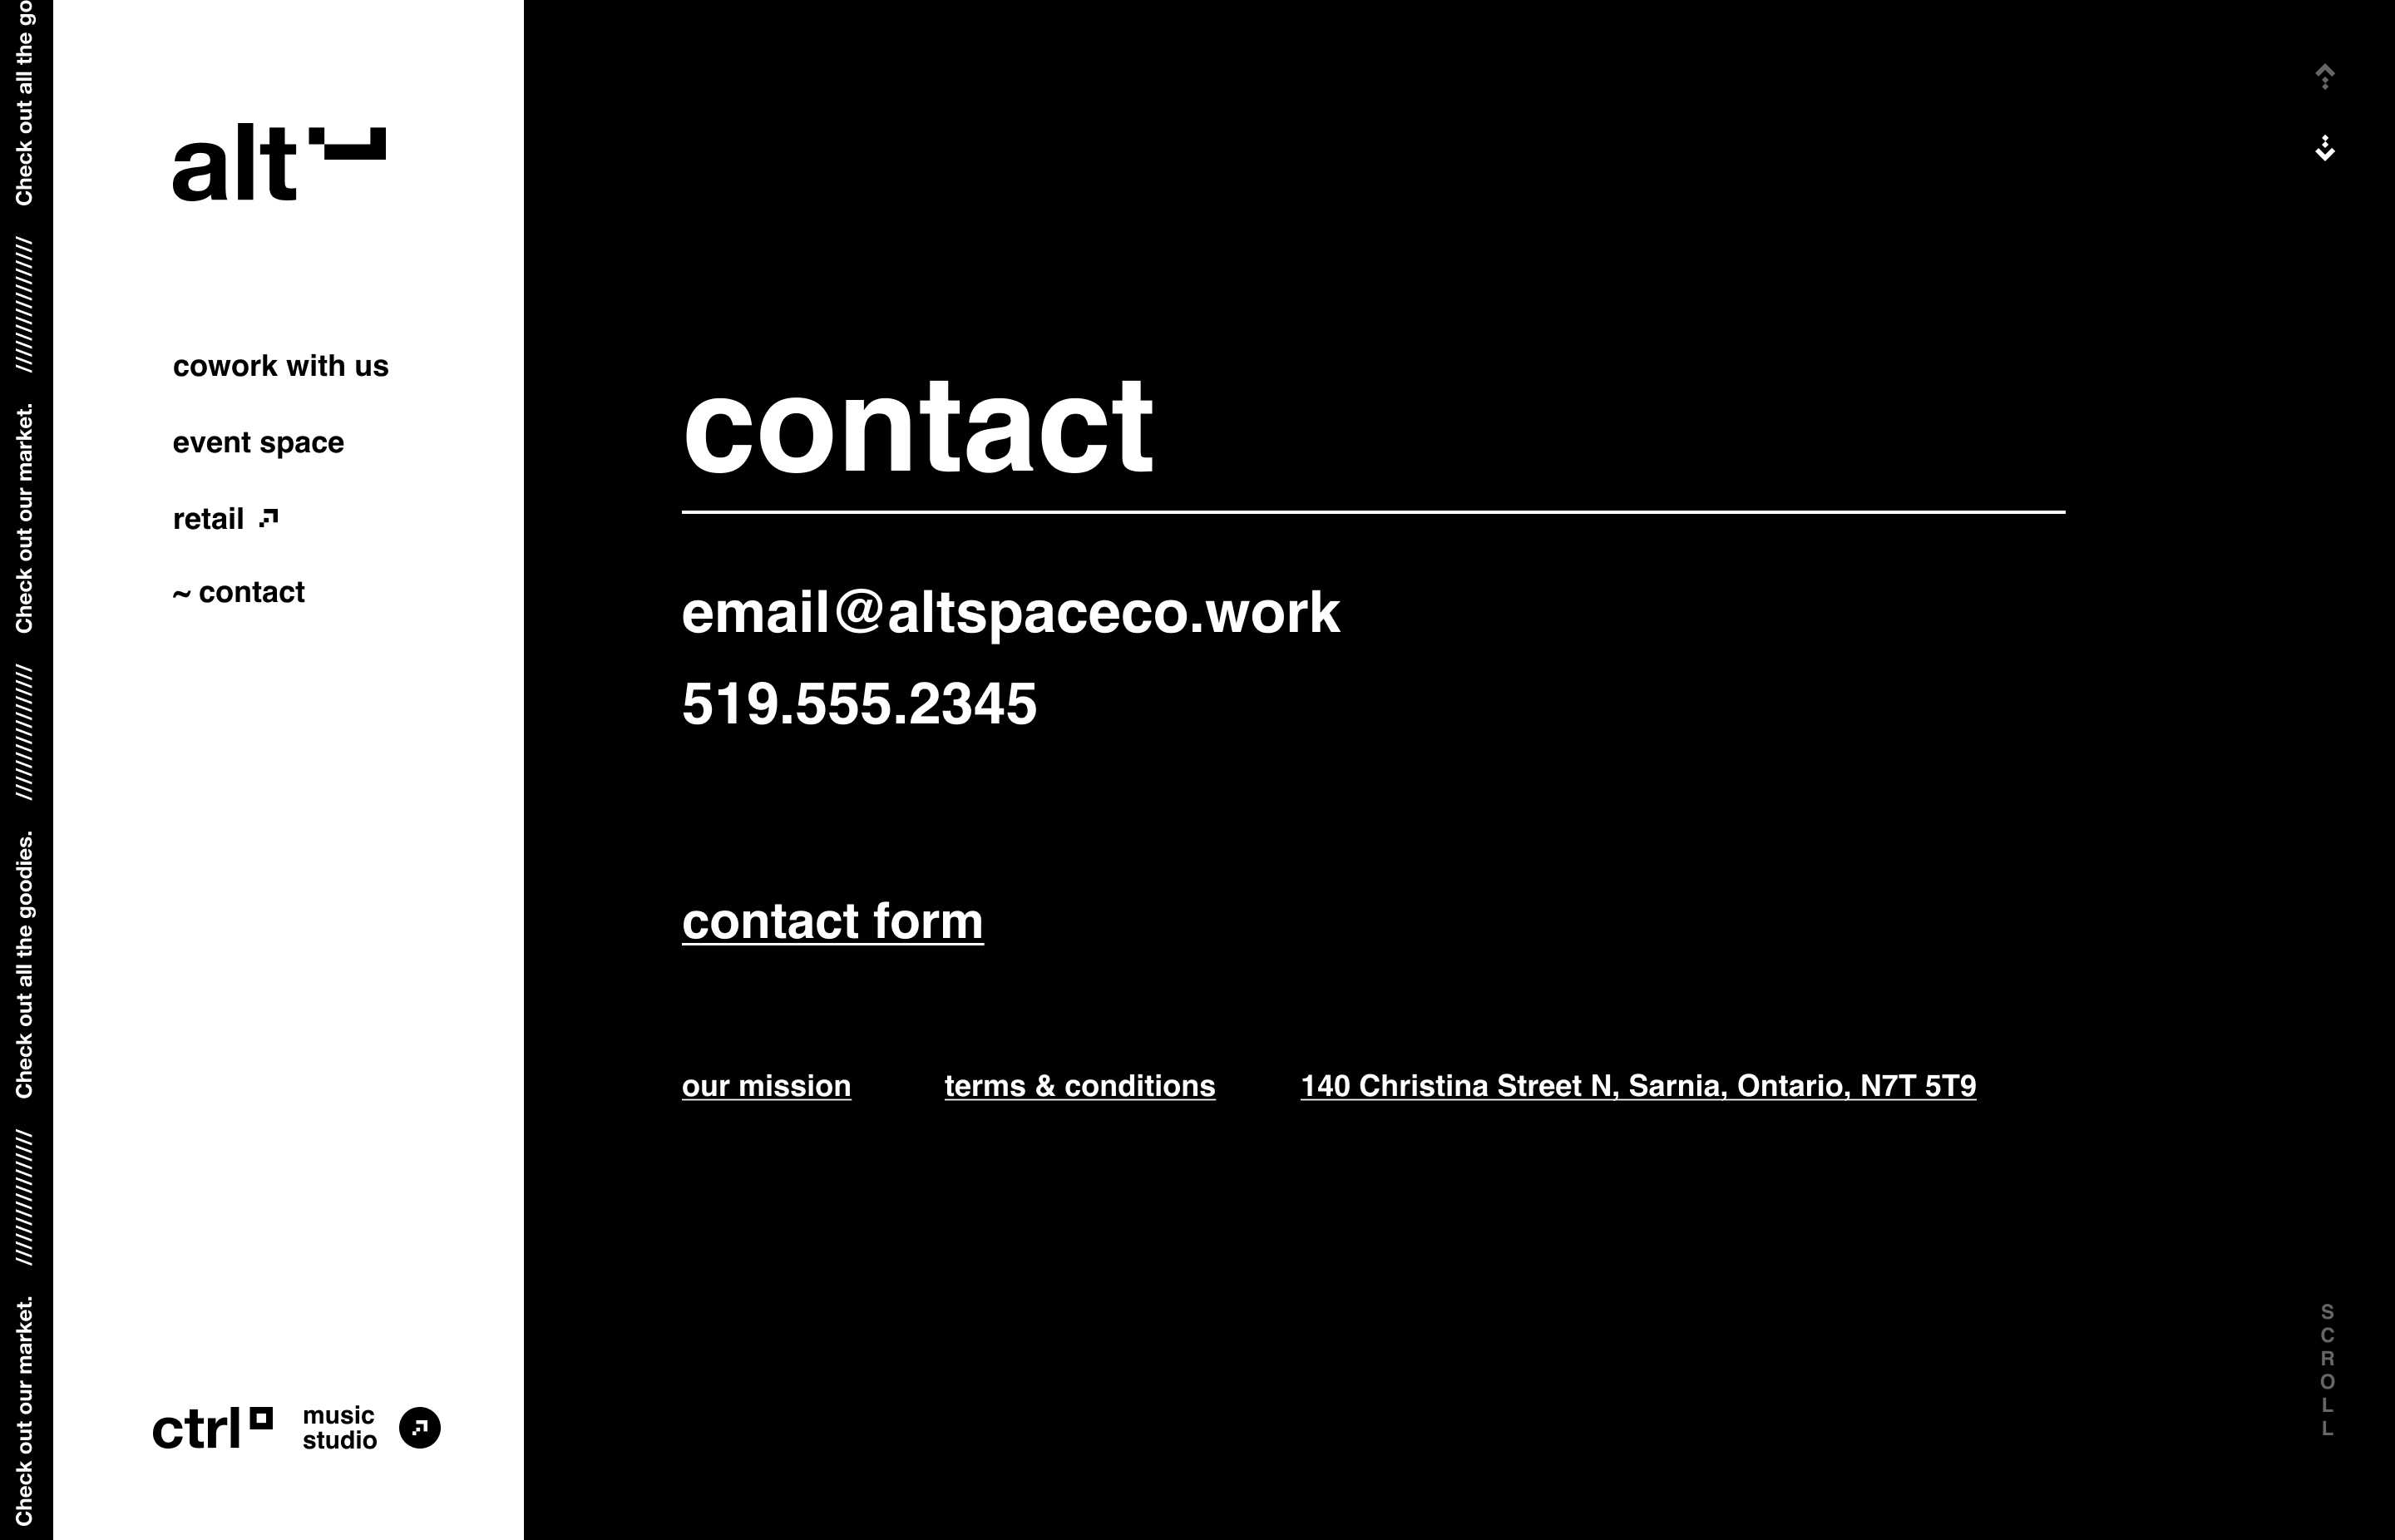 Check out all the go
////////////////////
Check out our market.
////////////////////
Check out all the goodies.
////////////////////
Check out our market.
alt
cowork with us
event space
retail
~ contact
ctrl
music
studio
contact
email@altspaceco.work
519.555.2345
contact form
our mission
terms & conditions
140 Christina Street N, Sarnia, Ontario, N7T 5T9
SCROLL